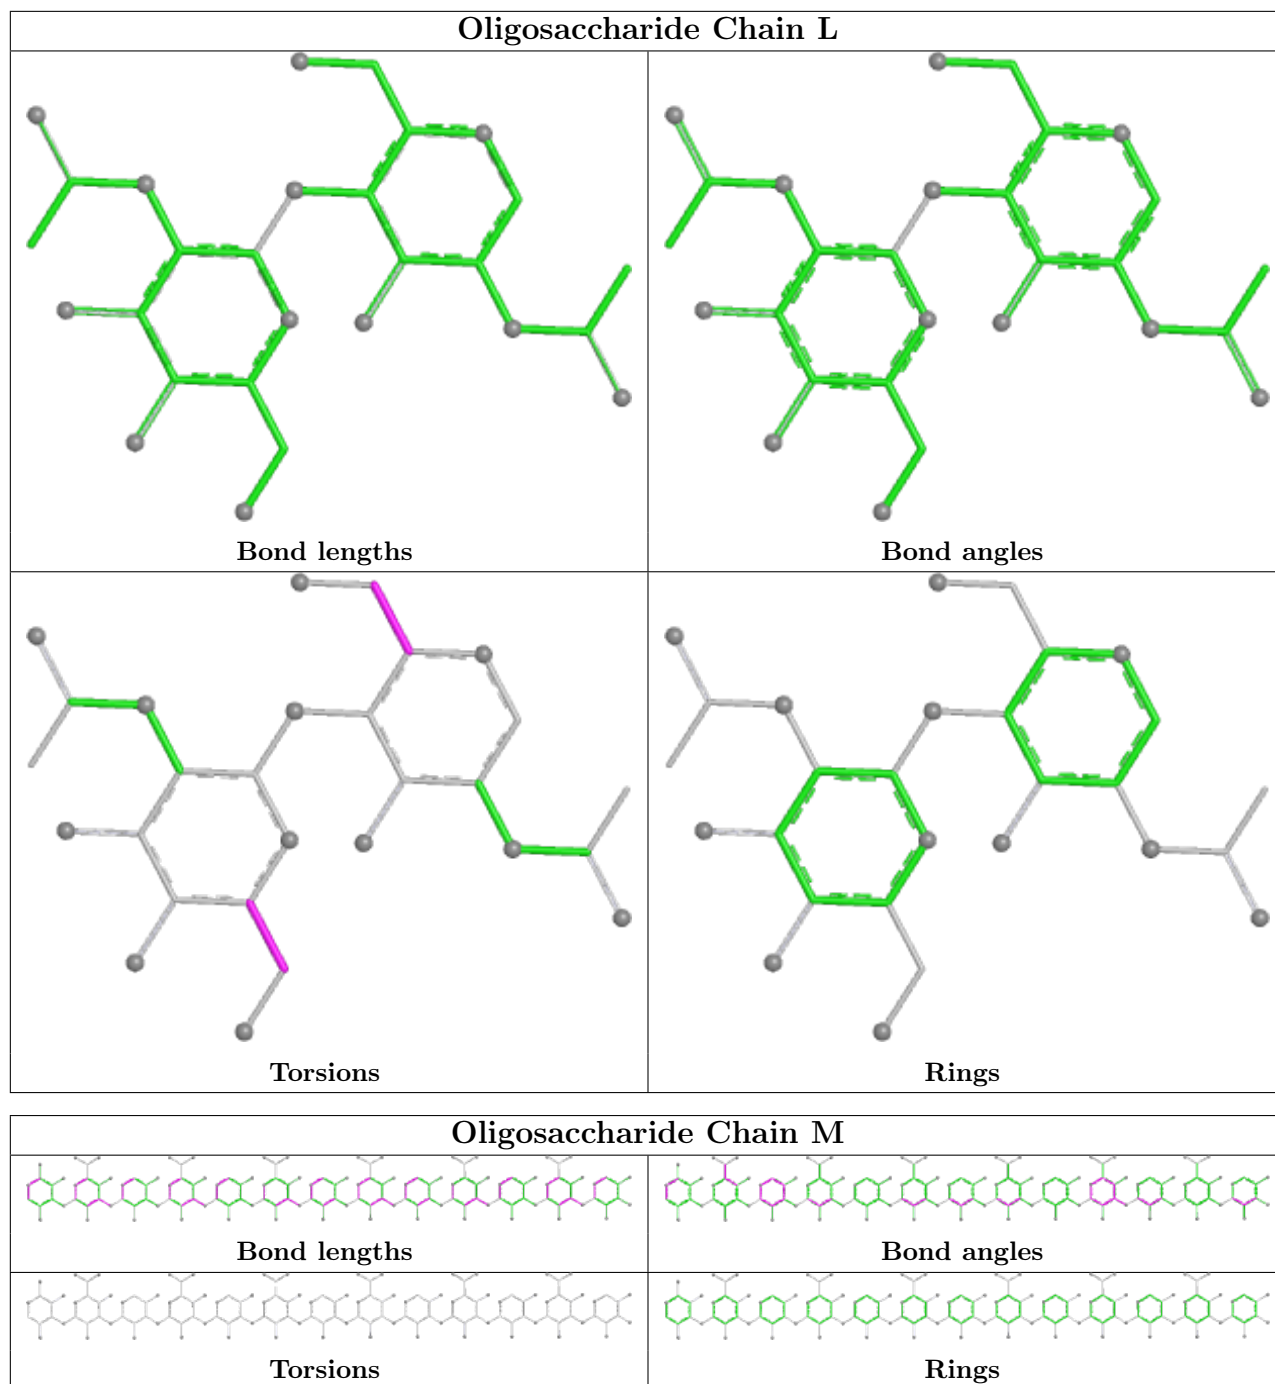 Oligosaccharide Chain L
Bond lengths
Bond angles
Torsions
Rings
Oligosaccharide Chain M
Bond lengths
Bond angles
Torsions
Rings